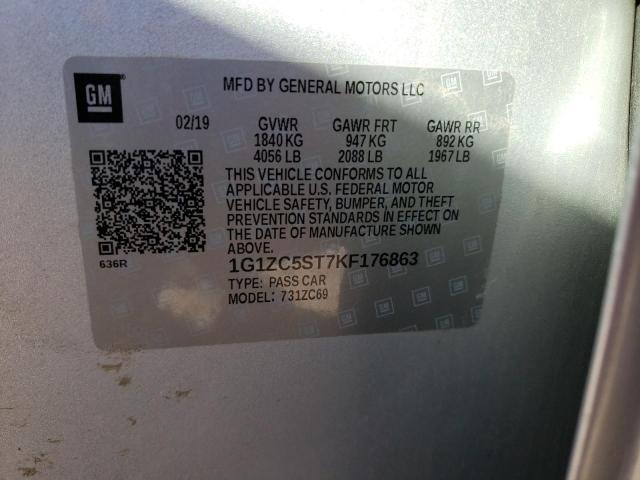 GM
MFD BY GENERAL MOTORS LLC
02/19 GVWR GAWR FRT GAWR RR
1840 KG 947 KG 892 KG
4056 LB 2088 LB 1967 LB
THIS VEHICLE CONFORMS TO ALL
APPLICABLE U.S. FEDERAL MOTOR
VEHICLE SAFETY, BUMPER, AND THEFT
PREVENTION STANDARDS IN EFFECT ON
THE DATE OF MANUFACTURE SHOWN
ABOVE.
636R
1G1ZC5ST7KF176863
TYPE: PASS CAR
MODEL: 731ZC69